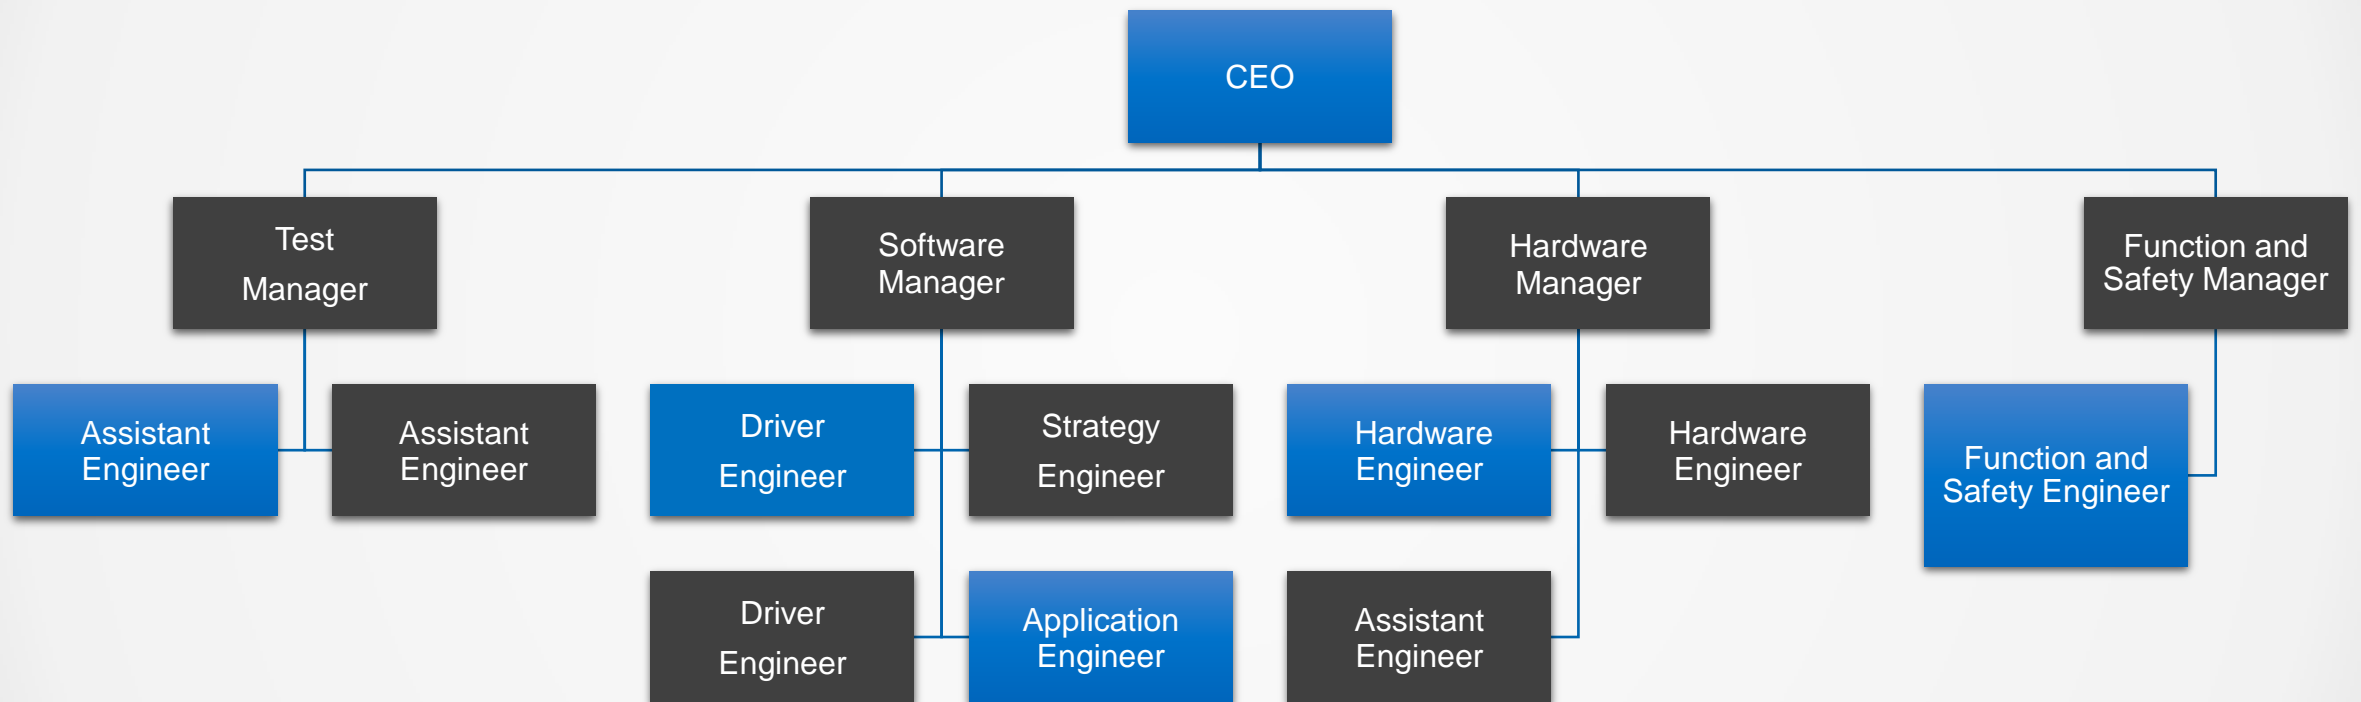 CEO
Test
Manager
Software
Manager
Hardware
Manager
Function and
Safety Manager
Assistant
Engineer
Assistant
Engineer
Driver
Engineer
Strategy
Engineer
Hardware
Engineer
Hardware
Engineer
Function and
Safety Engineer
Driver
Engineer
Application
Engineer
Assistant
Engineer